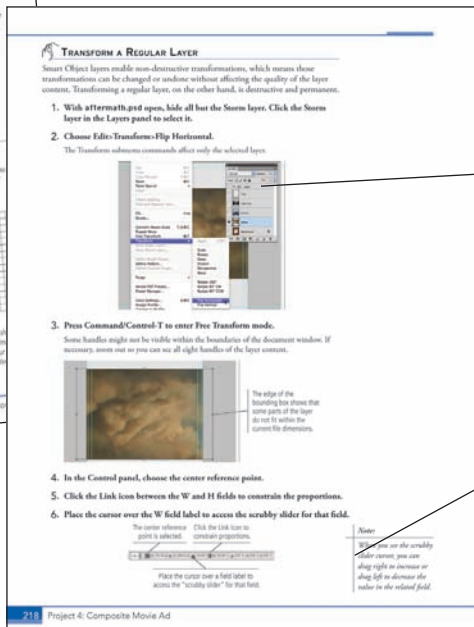 TRANSFORM A REGULAR LAYER
Smart Object layers enable non-destructive transformations, which means those
transformations can be changed or undone without affecting the quality of the layer
content. Transforming a regular layer, on the other hand, is destructive and permanent.
1. With aftermath.psd open, hide all but the Storm layer. Click the Storm
layer in the Layers panel to select it.
2. Choose Edit>Transform>Flip Horizontal.
The Transform submenu commands affect only the selected layer.
3. Press Command/Control-T to enter Free Transform mode.
Some handles might not be visible within the boundaries of the document window. If
necessary, zoom out so you can see all eight handles of the layer content.
The edge of the
bounding box shows that
some parts of the layer
do not fit within the
current file dimensions.
4. In the Control panel, choose the center reference point.
5. Click the Link icon between the W and H fields to constrain the proportions.
6. Place the cursor over the W field label to access the scrubby slider for that field.
The center reference
point is selected.
Click the Link icon to
constrain proportions.
Place the cursor over a field label to
access the "scrubby slider" for that field.
Note:
When you see the scrubby
slider cursor, you can
drag right to increase or
drag left to decrease the
value in the related field.
218 Project 4: Composite Movie Ad